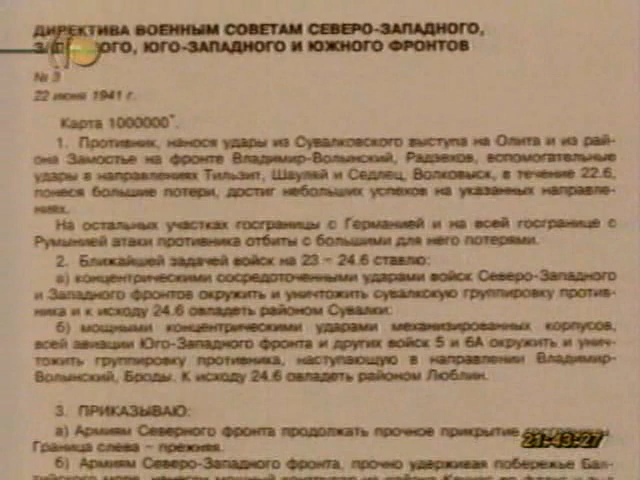 ДИРЕКТИВА ВОЕННЫМ СОВЕТАМ СЕВЕРО-ЗАПАДНОГО,
ЮГО-ЗАПАДНОГО И ЮЖНОГО ФРОНТОВ
№ 3
22 июня 1941 г.
Карта 1000000*.
1. Противник, нанося удары из Сувалковского выступа на Олита и из рай-
она Замостье на фронте Владимир-Волынский, Радзехов, вспомогательные
удары в направлениях Тильзит, Шауляй и Седлец, Волковыск, в течение 22.6,
понеся большие потери, достиг небольших успехов на указанных направле-
ниях.
На остальных участках госграницы с Германией и на всей госгранице с
Румынией атаки противника отбиты с большими для него потерями.
2. Ближайшей задачей войск на 23 – 24.6 ставлю:
а) концентрическими сосредоточенными ударами войск Северо-Западного
и Западного фронтов окружить и уничтожить сувалкскую группировку против-
ника и к исходу 24.6 овладеть районом Сувалки:
б) мощными концентрическими ударами механизированных корпусов,
всей авиации Юго-Западного фронта и других войск 5 и 6А окружить и унич-
тожить группировку противника, наступающую в направлении Владимир-
Волынский, Броды. К исходу 24.6 овладеть районом Люблин.
3. ПРИКАЗЫВАЮ:
а) Армиям Северного фронта продолжать прочное прикрытие
Граница слева – прежняя.
б) Армиям Северо-Западного фронта, прочно удерживая побережье Бал-
21:43:27